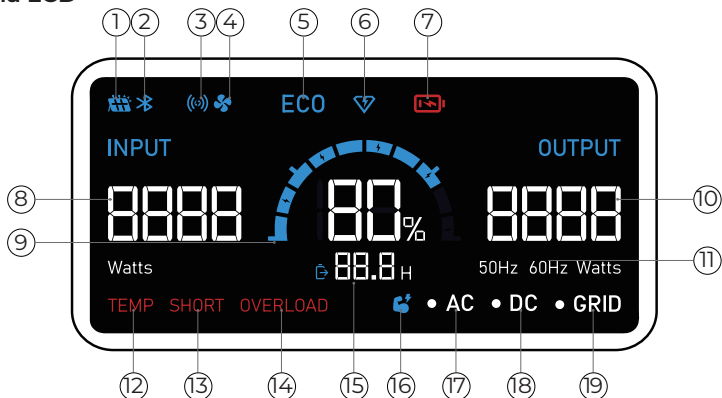 1 2 3 4 5 6 7
ECO
INPUT OUTPUT
8 8888 80% 8888 10
9
Watts 88.8 H 50Hz 60Hz Watts 11
TEMP SHORT OVERLOAD AC DC GRID
12 13 14 15 16 17 18 19